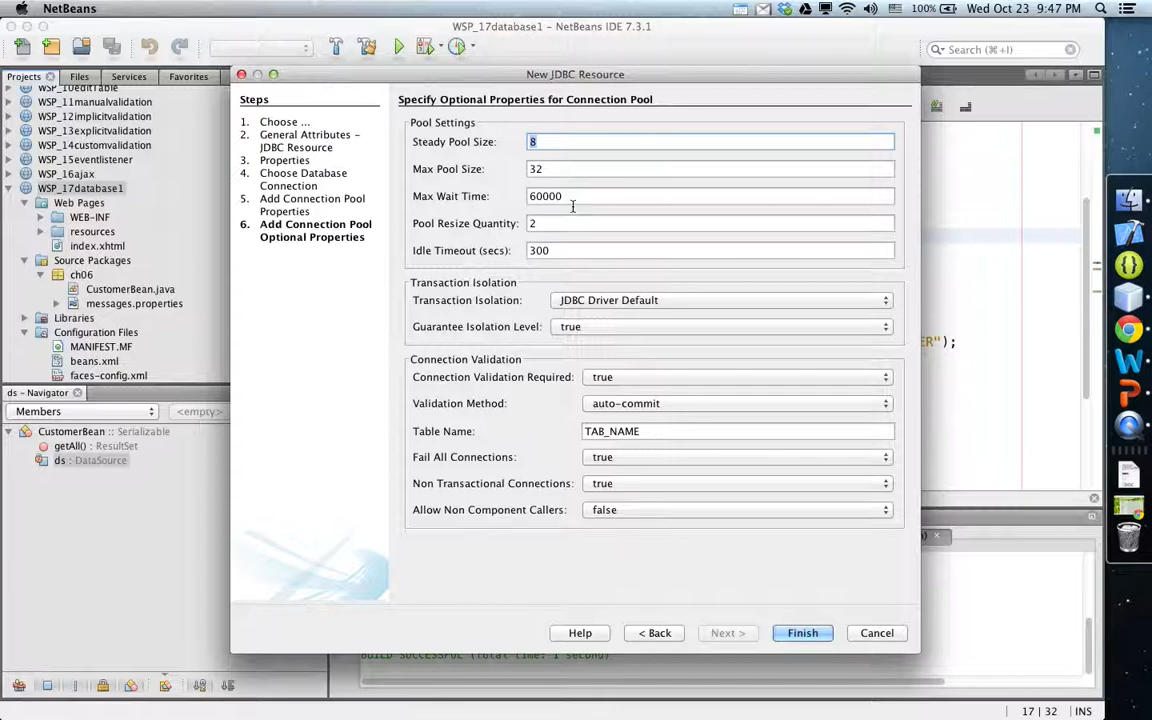 NetBeans
100%
Wed Oct 23 9:47 PM
WSP_17database1 – NetBeans IDE 7.3.1
Search (⌘+I)
Projects
Files
Services
Favorites
WSP_10editTable
WSP_11manualvalidation
WSP_12implicitvalidation
WSP_13explicitvalidation
WSP_14customvalidation
WSP_15eventlistener
WSP_16ajax
WSP_17database1
Web Pages
WEB-INF
resources
index.xhtml
Source Packages
ch06
CustomerBean.java
messages.properties
Libraries
Configuration Files
MANIFEST.MF
beans.xml
faces-config.xml
ds – Navigator
Members
<empty>
CustomerBean :: Serializable
getAll() : ResultSet
ds : DataSource
New JDBC Resource
Steps
1. Choose ...
2. General Attributes –
JDBC Resource
3. Properties
4. Choose Database
Connection
5. Add Connection Pool
Properties
6. Add Connection Pool
Optional Properties
Specify Optional Properties for Connection Pool
Pool Settings
Steady Pool Size: 8
Max Pool Size: 32
Max Wait Time: 60000
Pool Resize Quantity: 2
Idle Timeout (secs): 300
Transaction Isolation
Transaction Isolation: JDBC Driver Default
Guarantee Isolation Level: true
Connection Validation
Connection Validation Required: true
Validation Method: auto-commit
Table Name: TAB_NAME
Fail All Connections: true
Non Transactional Connections: true
Allow Non Component Callers: false
Help
< Back
Next >
Finish
Cancel
ER");
BUILD SUCCESSFUL (total time: 1 second)
17 | 32
INS